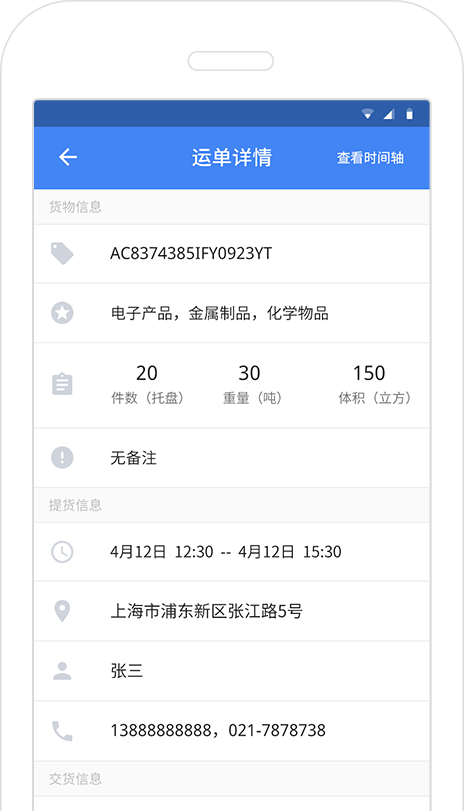 运单详情 查看时间轴
货物信息
AC8374385IFY0923YT
电子产品，金属制品，化学物品
20 30 150
件数（托盘） 重量（吨） 体积（立方）
无备注
提货信息
4月12日 12:30 -- 4月12日 15:30
上海市浦东新区张江路5号
张三
13888888888，021-7878738
交货信息